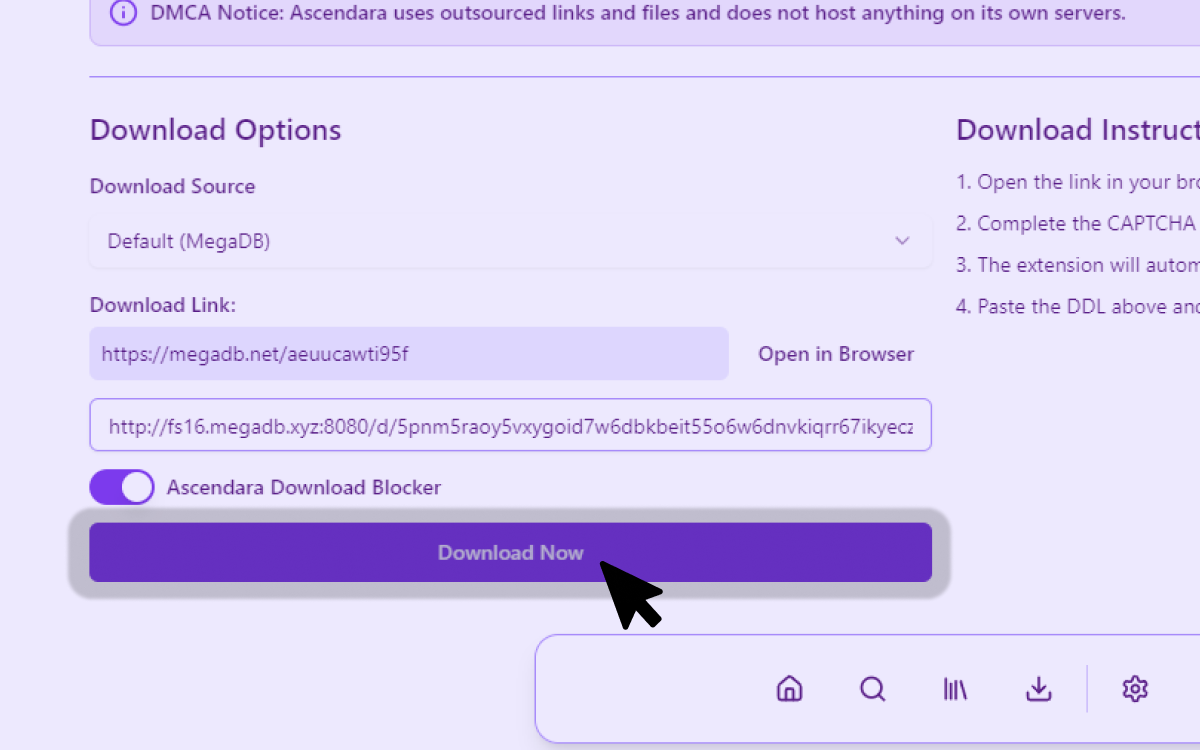 DMCA Notice: Ascendara uses outsourced links and files and does not host anything on its own servers.
Download Options
Download Source
Default (MegaDB)
Download Link:
https://megadb.net/aeuucawti95f
Open in Browser
http://fs16.megadb.xyz:8080/d/5pnm5raoy5vxygoid7w6dbkbeit55o6w6dnvkiqrr67ikyecz
Ascendara Download Blocker
Download Now
Download Instruct
1. Open the link in your bro
2. Complete the CAPTCHA
3. The extension will autom
4. Paste the DDL above and